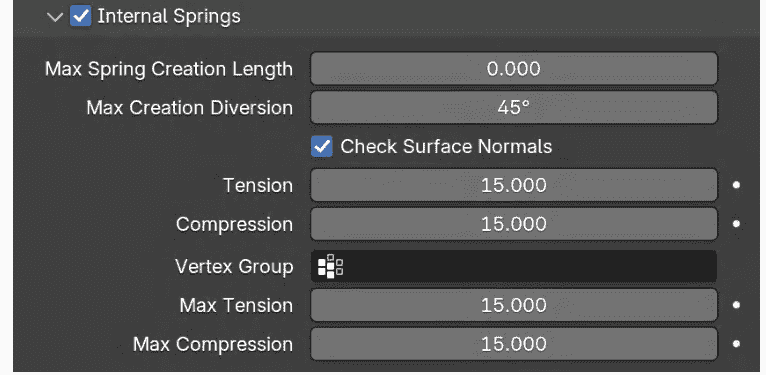 Internal Springs
Max Spring Creation Length 0.000
Max Creation Diversion 45°
Check Surface Normals
Tension 15.000
Compression 15.000
Vertex Group
Max Tension 15.000
Max Compression 15.000